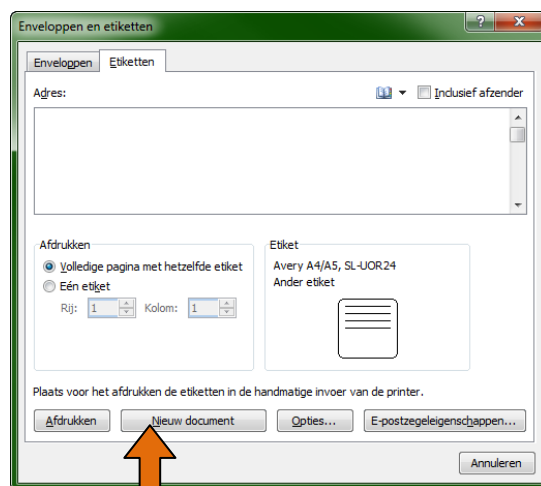 Enveloppen en etiketten
Enveloppen Etiketten
Adres: Inclusief afzender
Afdrukken
Volledige pagina met hetzelfde etiket
Eén etiket
Rij: 1 Kolom: 1
Etiket
Avery A4/A5, SL-UOR24
Ander etiket
Plaats voor het afdrukken de etiketten in de handmatige invoer van de printer.
Afdrukken Nieuw document Opties... E-postzegeleigenschappen...
Annuleren